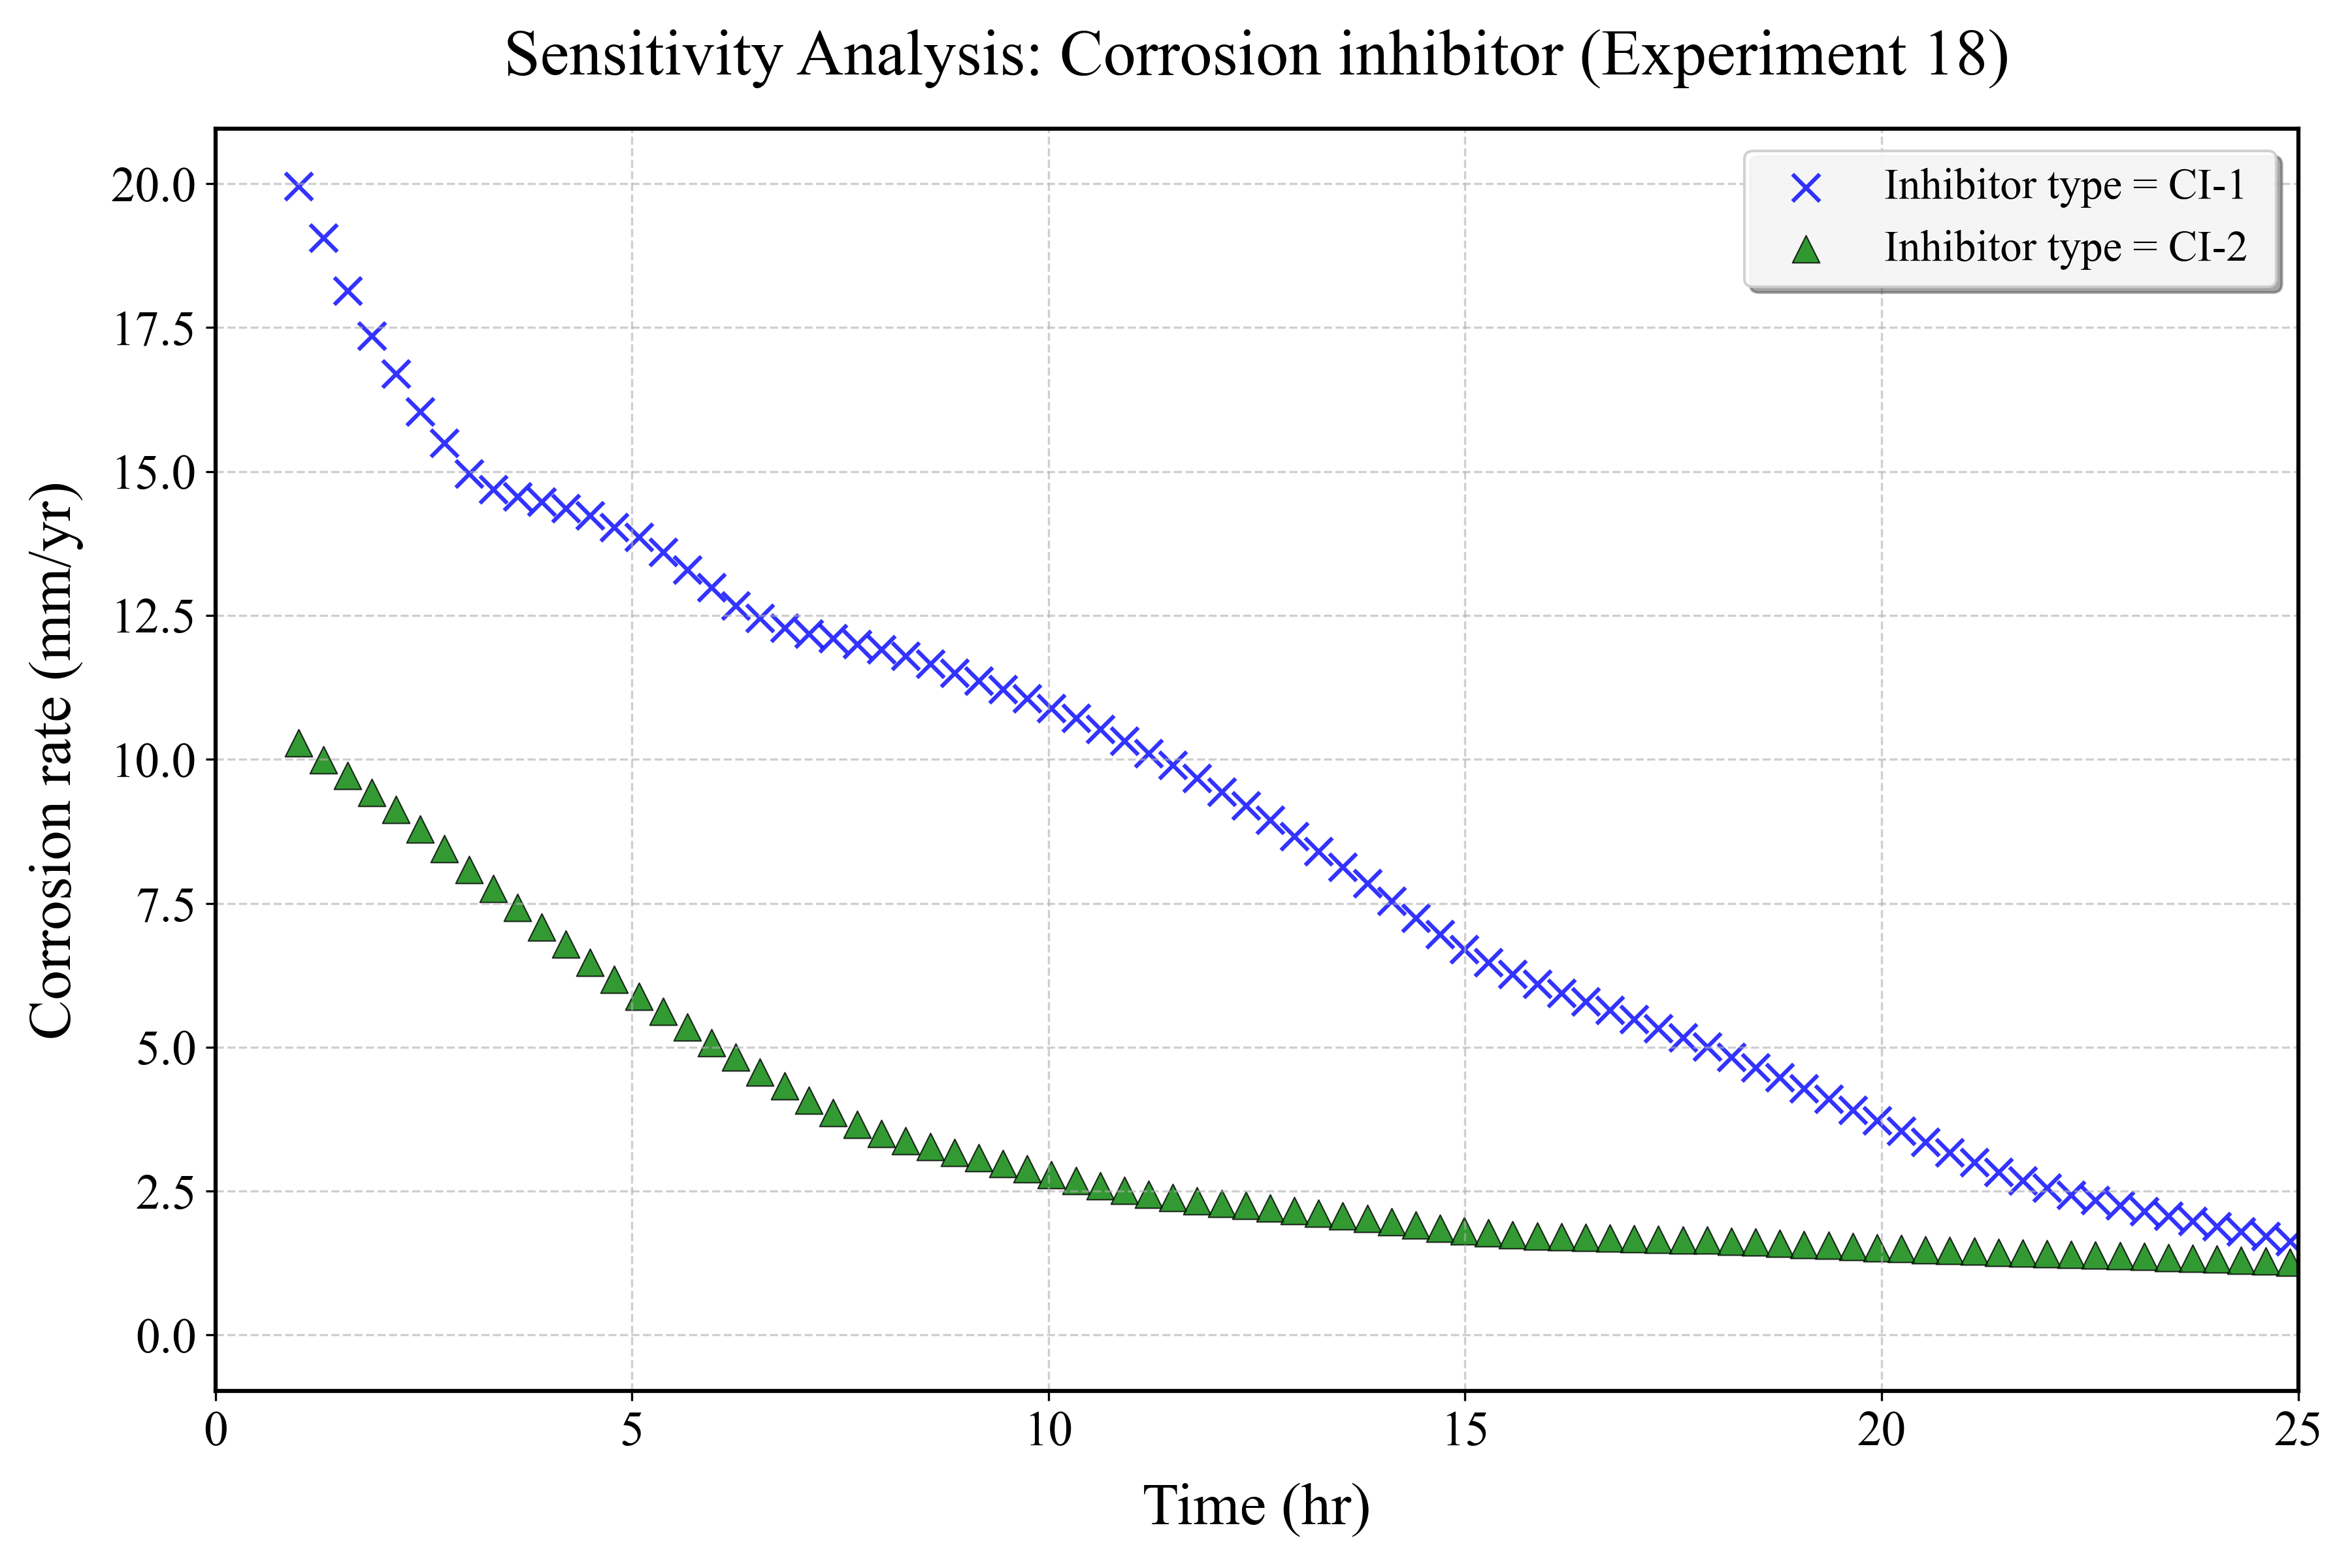 Sensitivity Analysis: Corrosion inhibitor (Experiment 18)
Inhibitor type = CI-1
Inhibitor type = CI-2
Corrosion rate (mm/yr)
20.0
17.5
15.0
12.5
10.0
7.5
5.0
2.5
0.0
0 5 10 15 20 25
Time (hr)